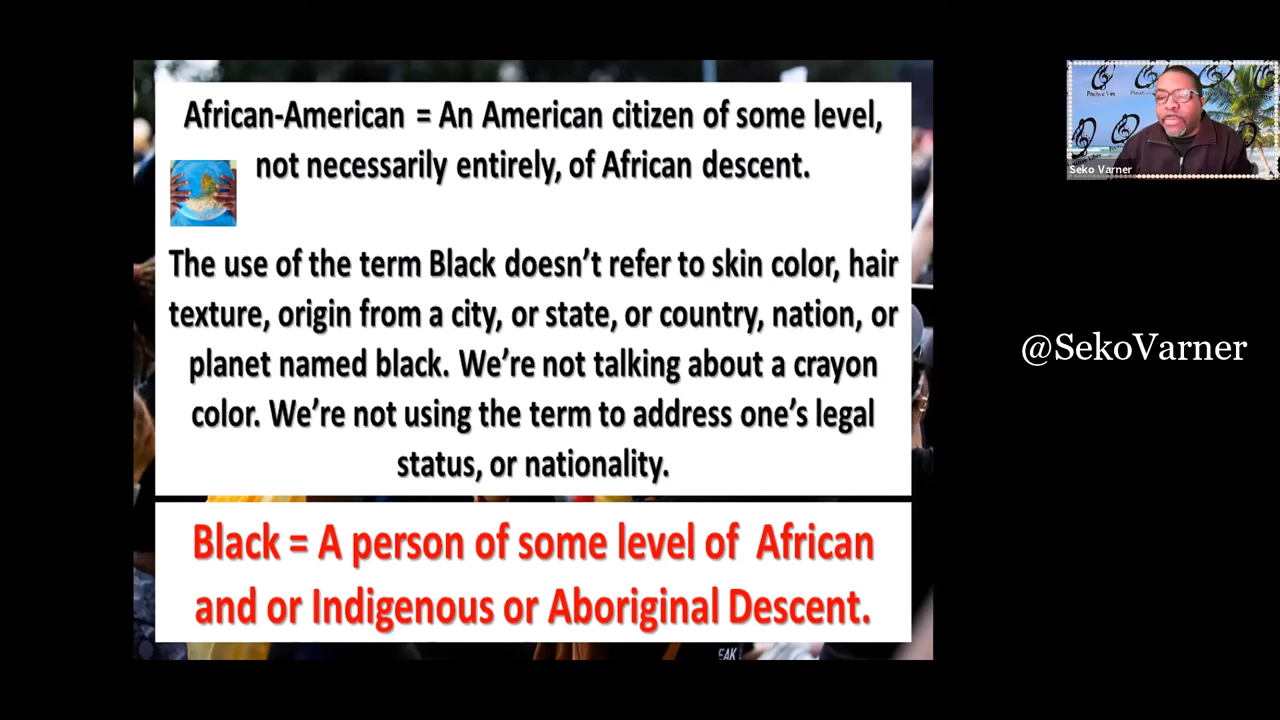 African-American = An American citizen of some level,
not necessarily entirely, of African descent.
The use of the term Black doesn't refer to skin color, hair
texture, origin from a city, or state, or country, nation, or
planet named black. We're not talking about a crayon
color. We're not using the term to address one's legal
status, or nationality.
Black = A person of some level of African
and or Indigenous or Aboriginal Descent.
EAK
Positive Vibes
Seko Varner
@SekoVarner